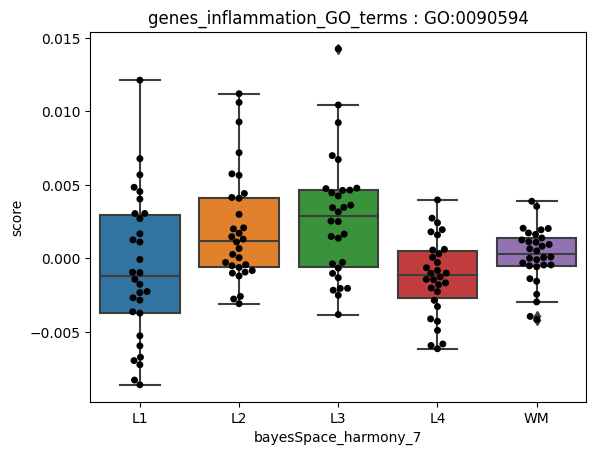 genes_inflammation_GO_terms : GO:0090594
0.015
0.010
0.005
0.000
−0.005
score
L1 L2 L3 L4 WM
bayesSpace_harmony_7